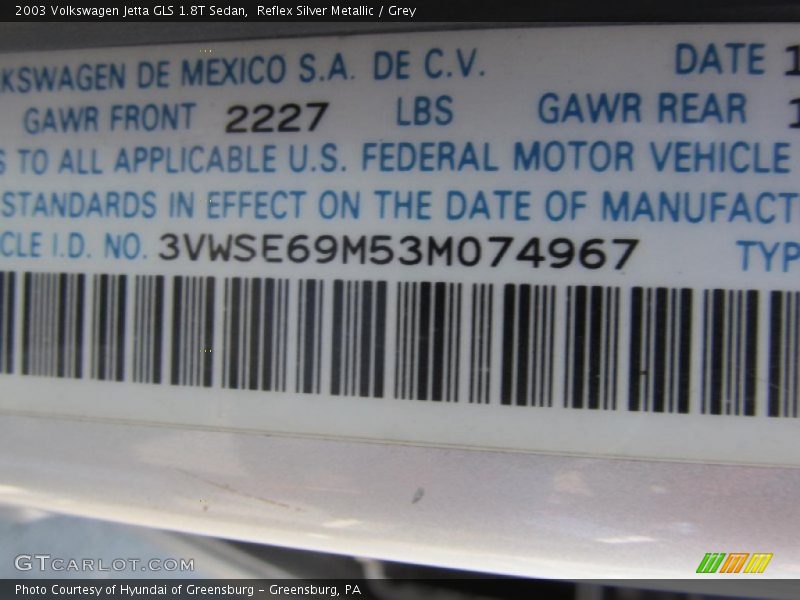 2003 Volkswagen Jetta GLS 1.8T Sedan,  Reflex Silver Metallic / Grey
KSWAGEN DE MEXICO S.A. DE C.V. DATE 1
GAWR FRONT 2227 LBS GAWR REAR 1
S TO ALL APPLICABLE U.S. FEDERAL MOTOR VEHICLE
STANDARDS IN EFFECT ON THE DATE OF MANUFACT
CLE I.D. NO. 3VWSE69M53M074967 TYP
GTCARLOT.COM
Photo Courtesy of Hyundai of Greensburg - Greensburg, PA